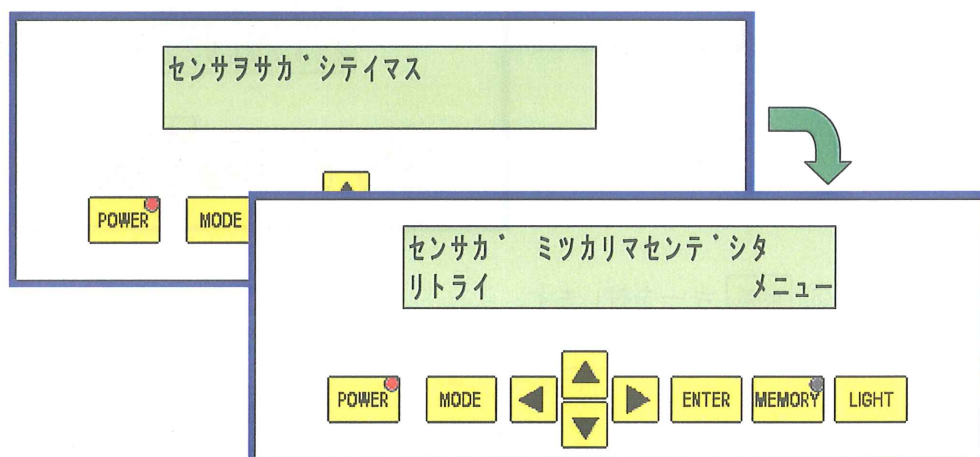 センサヲサカ゛シテイマス
POWER MODE
センサカ゛ ミツカリマセンテ゛シタ
リトライ メニュー
POWER MODE ENTER MEMORY LIGHT